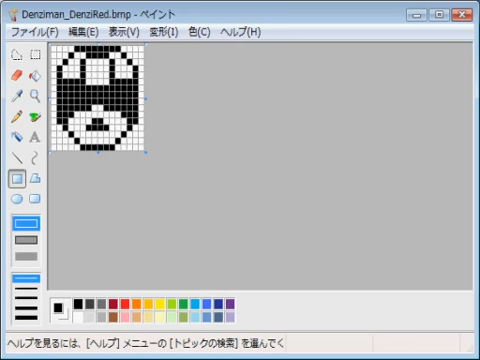 Denziman_DenziRed.bmp - ペイント
ファイル(F) 編集(E) 表示(V) 変形(I) 色(C) ヘルプ(H)
A
ヘルプを見るには、[ヘルプ] メニューの [トピックの検索] を選んでく